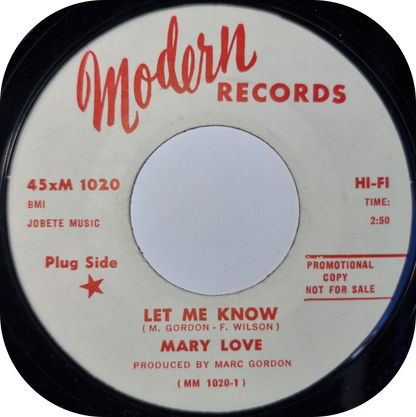 Modern
RECORDS
45xM 1020
BMI
JOBETE MUSIC
HI-FI
TIME:
2:50
Plug Side
PROMOTIONAL
COPY
NOT FOR SALE
LET ME KNOW
( M. GORDON - F. WILSON )
MARY LOVE
PRODUCED BY MARC GORDON
( MM 1020-1 )